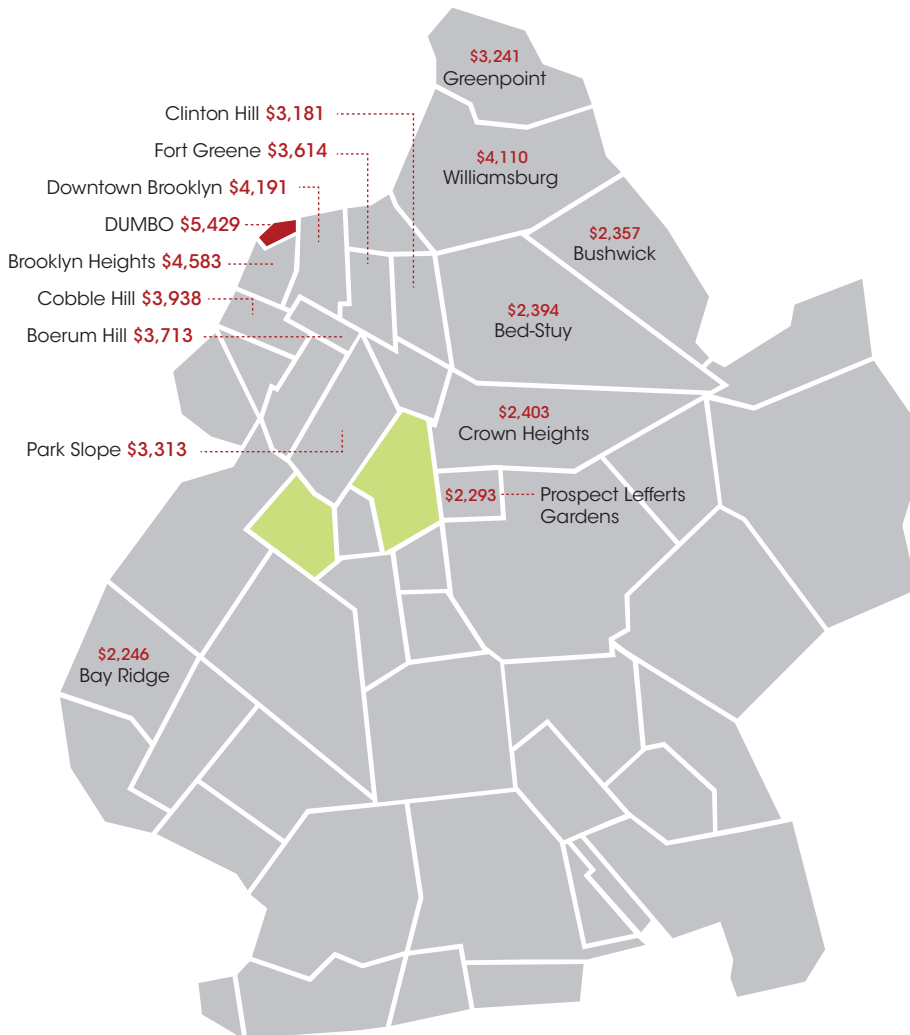 $3,241
Greenpoint
Clinton Hill $3,181
Fort Greene $3,614
$4,110
Williamsburg
Downtown Brooklyn $4,191
DUMBO $5,429
$2,357
Bushwick
Brooklyn Heights $4,583
Cobble Hill $3,938
$2,394
Bed-Stuy
Boerum Hill $3,713
$2,403
Crown Heights
Park Slope $3,313
$2,293
Prospect Lefferts
Gardens
$2,246
Bay Ridge